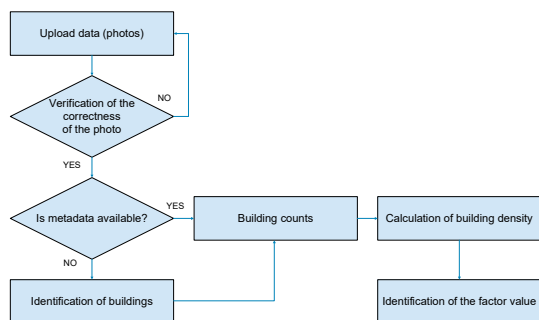 Upload data (photos)
Verification of the
correctness
of the photo
NO
YES
Is metadata available?
YES
Building counts
Calculation of building density
NO
Identification of buildings
Identification of the factor value